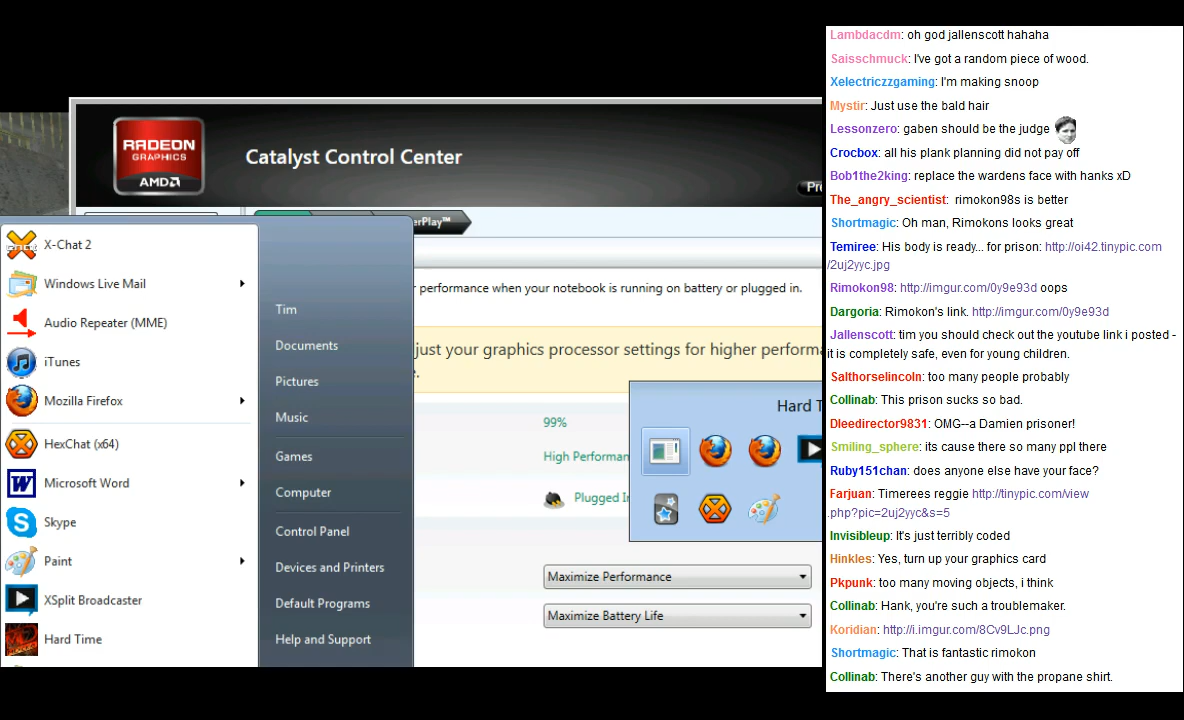 RADEON
GRAPHICS
AMD
Catalyst Control Center
erPlay™
r performance when your notebook is running on battery or plugged in.
just your graphics processor settings for higher performa
99%
High Performan
Plugged In
Maximize Performance
Maximize Battery Life
Hard T
X-Chat 2
Windows Live Mail
Audio Repeater (MME)
iTunes
Mozilla Firefox
HexChat (x64)
Microsoft Word
Skype
Paint
XSplit Broadcaster
Hard Time
Tim
Documents
Pictures
Music
Games
Computer
Control Panel
Devices and Printers
Default Programs
Help and Support
Lambdacdm: oh god jallenscott hahaha
Saisschmuck: I've got a random piece of wood.
Xelectriczzgaming: I'm making snoop
Mystir: Just use the bald hair
Lessonzero: gaben should be the judge
Crocbox: all his plank planning did not pay off
Bob1the2king: replace the wardens face with hanks xD
The_angry_scientist: rimokon98s is better
Shortmagic: Oh man, Rimokons looks great
Temiree: His body is ready... for prison: http://oi42.tinypic.com
/2uj2yyc.jpg
Rimokon98: http://imgur.com/0y9e93d oops
Dargoria: Rimokon's link. http://imgur.com/0y9e93d
Jallenscott: tim you should check out the youtube link i posted -
it is completely safe, even for young children.
Salthorselincoln: too many people probably
Collinab: This prison sucks so bad.
Dleedirector9831: OMG--a Damien prisoner!
Smiling_sphere: its cause there so many ppl there
Ruby151chan: does anyone else have your face?
Farjuan: Timerees reggie http://tinypic.com/view
.php?pic=2uj2yyc&s=5
Invisibleup: It's just terribly coded
Hinkles: Yes, turn up your graphics card
Pkpunk: too many moving objects, i think
Collinab: Hank, you're such a troublemaker.
Koridian: http://i.imgur.com/8Cv9LJc.png
Shortmagic: That is fantastic rimokon
Collinab: There's another guy with the propane shirt.